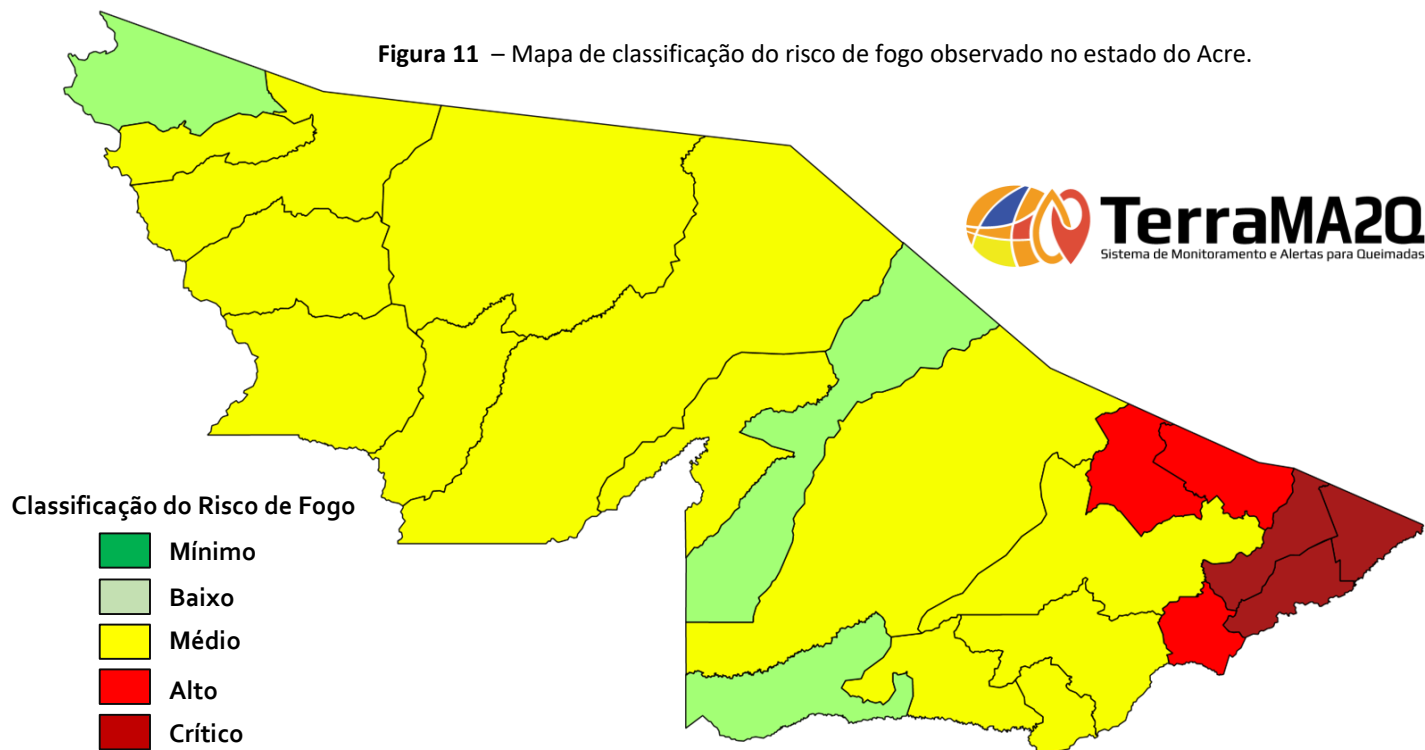 Figura 11 – Mapa de classificação do risco de fogo observado no estado do Acre.
TerraMA2Q
Sistema de Monitoramento e Alertas para Queimadas
Classificação do Risco de Fogo
Mínimo
Baixo
Médio
Alto
Crítico